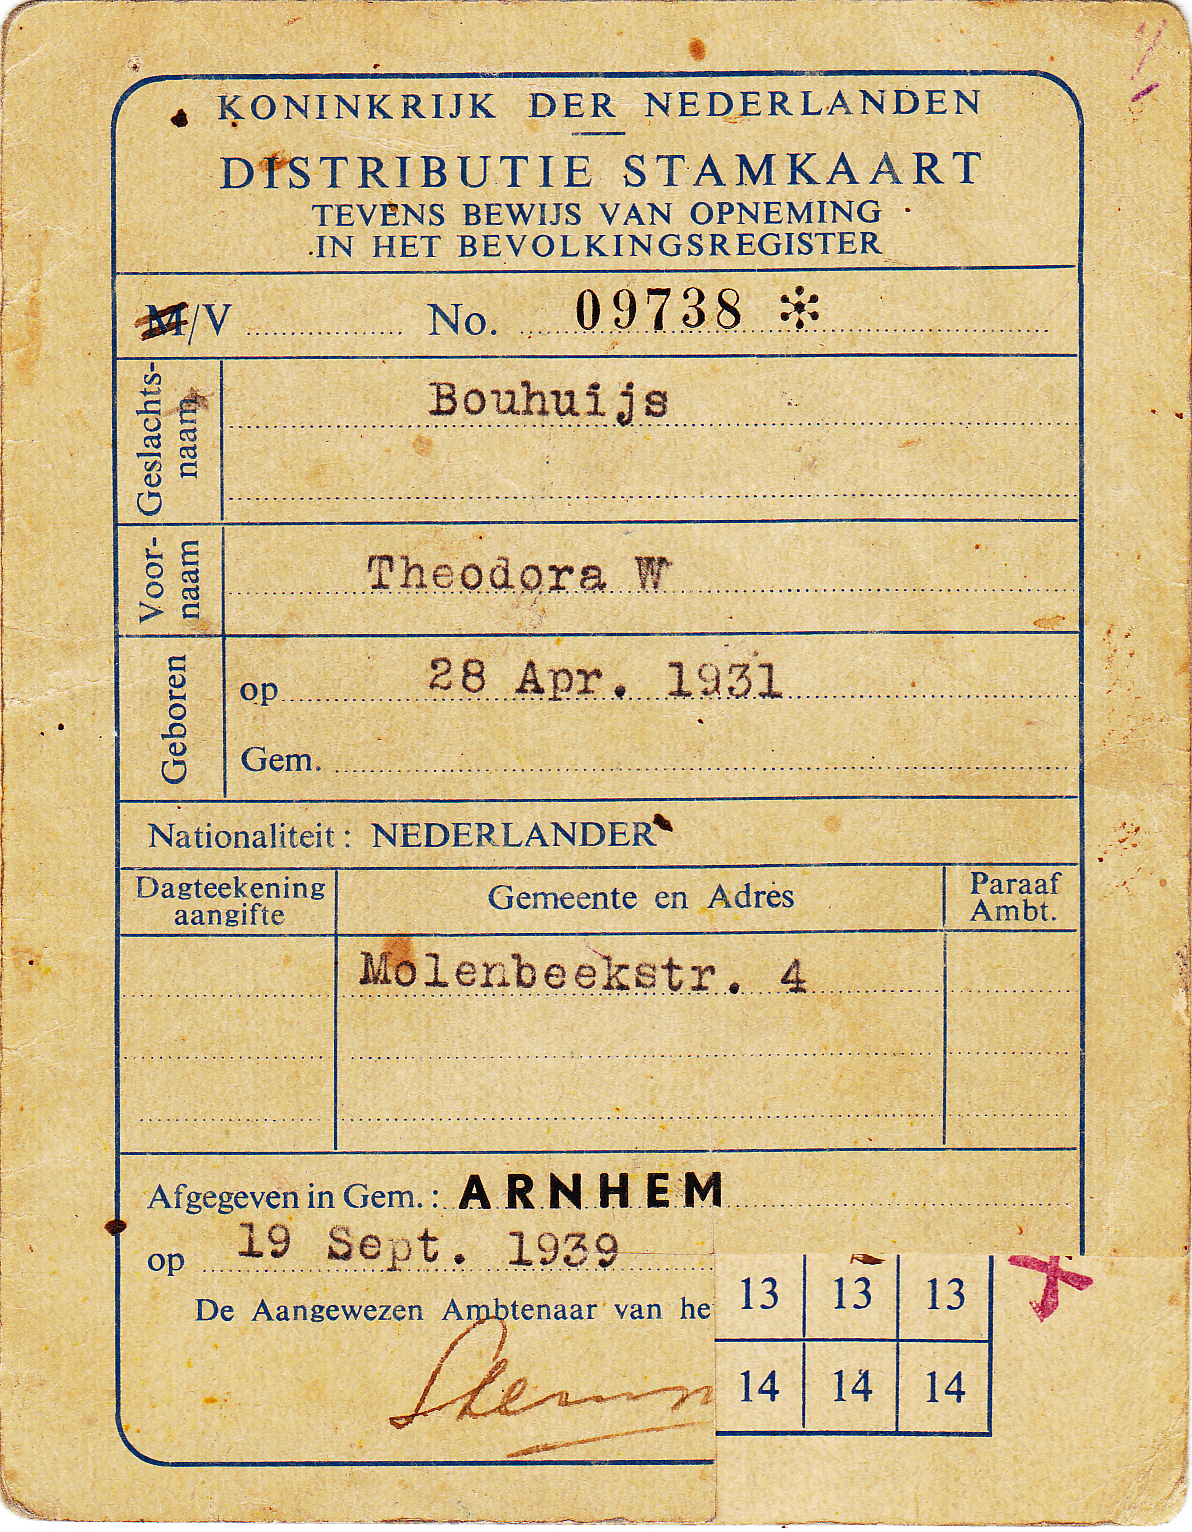 KONINKRIJK DER NEDERLANDEN
DISTRIBUTIE STAMKAART
TEVENS BEWIJS VAN OPNEMING
IN HET BEVOLKINGSREGISTER
M/V No. 09738 *
Geslachts-
naam
Bouhuijs
Voor-
naam
Theodora W
Geboren
op 28 Apr. 1931
Gem.
Nationaliteit: NEDERLANDER
Dagteekening
aangifte
Gemeente en Adres
Paraaf
Ambt.
Molenbeekstr. 4
Afgegeven in Gem.: ARNHEM
op 19 Sept. 1939
De Aangewezen Ambtenaar van he
13 13 13
14 14 14